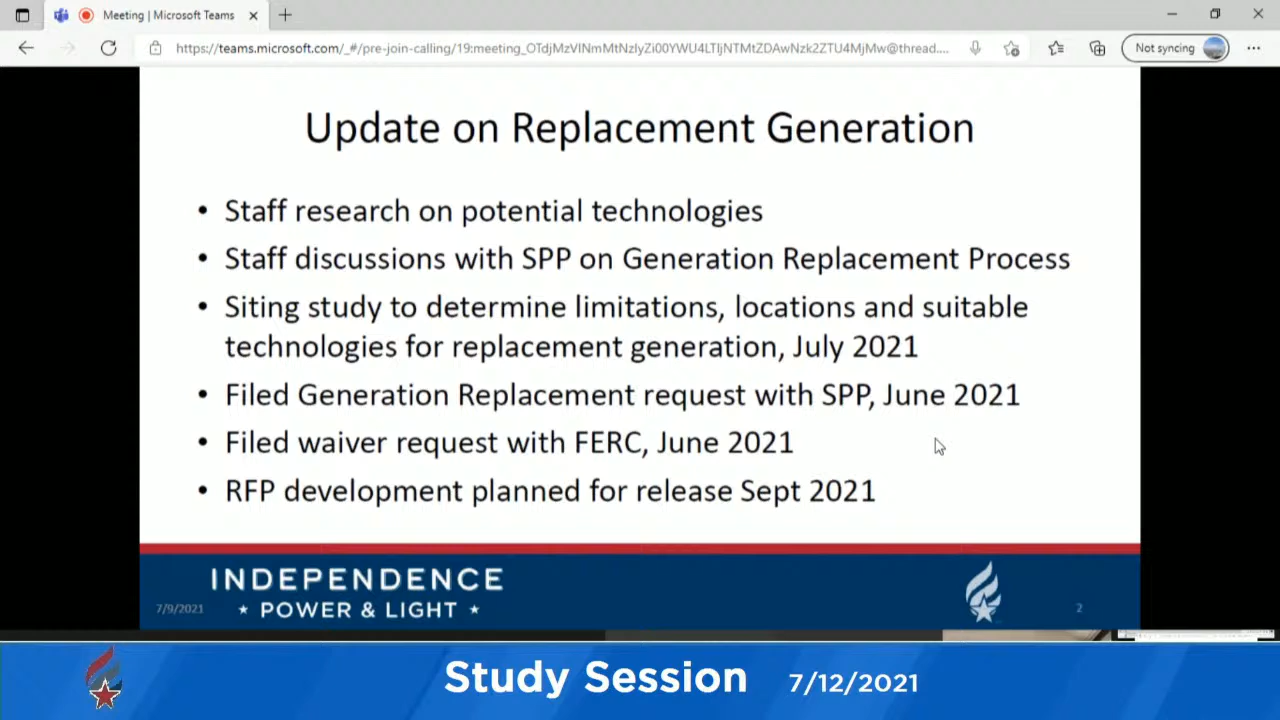 Meeting | Microsoft Teams
https://teams.microsoft.com/_#/pre-join-calling/19:meeting_OTdjMzVlNmMtNzIyZi00YWU4LTljNTMtZDAwNzk2ZTU4MjMw@thread....
Not syncing
Update on Replacement Generation
• Staff research on potential technologies
• Staff discussions with SPP on Generation Replacement Process
• Siting study to determine limitations, locations and suitable
technologies for replacement generation, July 2021
• Filed Generation Replacement request with SPP, June 2021
• Filed waiver request with FERC, June 2021
• RFP development planned for release Sept 2021
INDEPENDENCE
7/9/2021
★ POWER & LIGHT ★
2
Study Session 7/12/2021